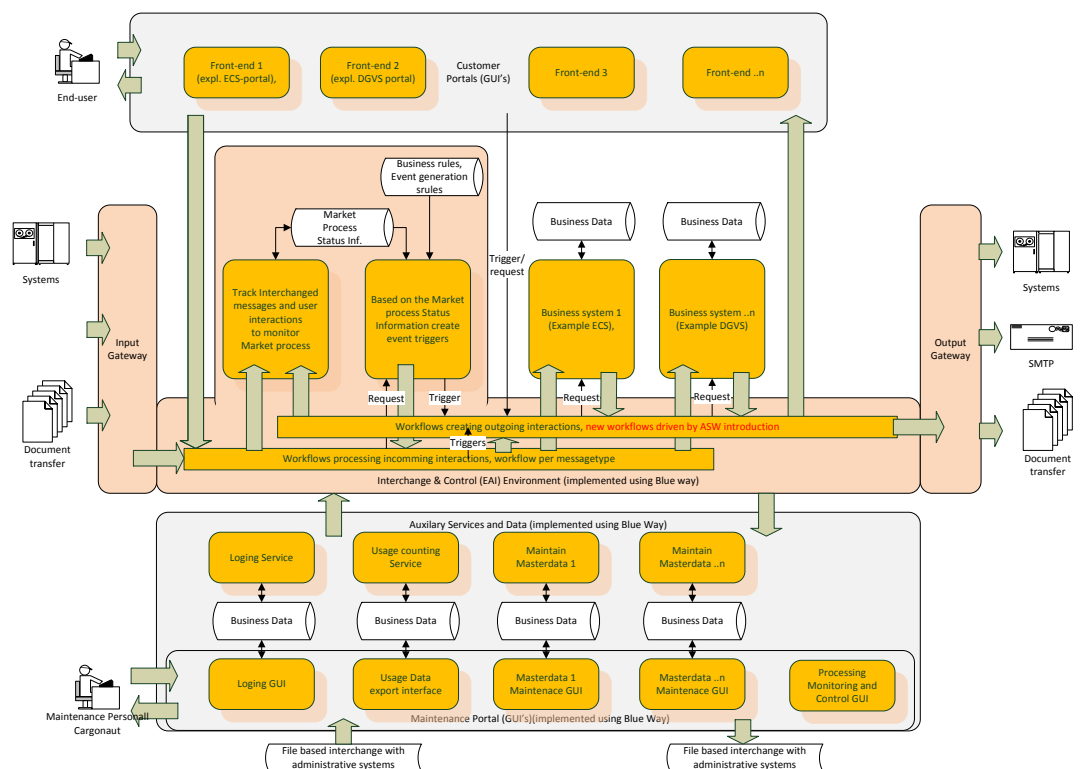 Front-end 1
(expl. ECS-portal),
Front-end 2
(expl. DGVS portal)
Customer
Portals (GUI's)
Front-end 3
Front-end ..n
End-user
Business rules,
Event generation
srules
Market
Process
Status Inf.
Business Data
Business Data
Trigger/
request
Systems
Input
Gateway
Document
transfer
Track Interchanged
messages and user
interactions
to monitor
Market process
Based on the Market
process Status
Information create
event triggers
Business system 1
(Example ECS),
Business system ..n
(Example DGVS)
Output
Gateway
Systems
SMTP
Document
transfer
Request
Trigger
Request
Request
Workflows creating outgoing interactions, new workflows driven by ASW introduction
Triggers
Workflows processing incomming interactions, workflow per messagetype
Interchange & Control (EAI) Environment (implemented using Blue way)
Auxilary Services and Data (implemented using Blue Way)
Loging Service
Usage counting
Service
Maintain
Masterdata 1
Maintain
Masterdata ..n
Business Data
Business Data
Business Data
Business Data
Loging GUI
Usage Data
export interface
Masterdata 1
Maintenace GUI
Masterdata ..n
Maintenace GUI
Processing
Monitoring and
Control GUI
Maintenance Portal (GUI's)(implemented using Blue Way)
Maintenance Personall
Cargonaut
File based interchange with
administrative systems
File based interchange with
administrative systems